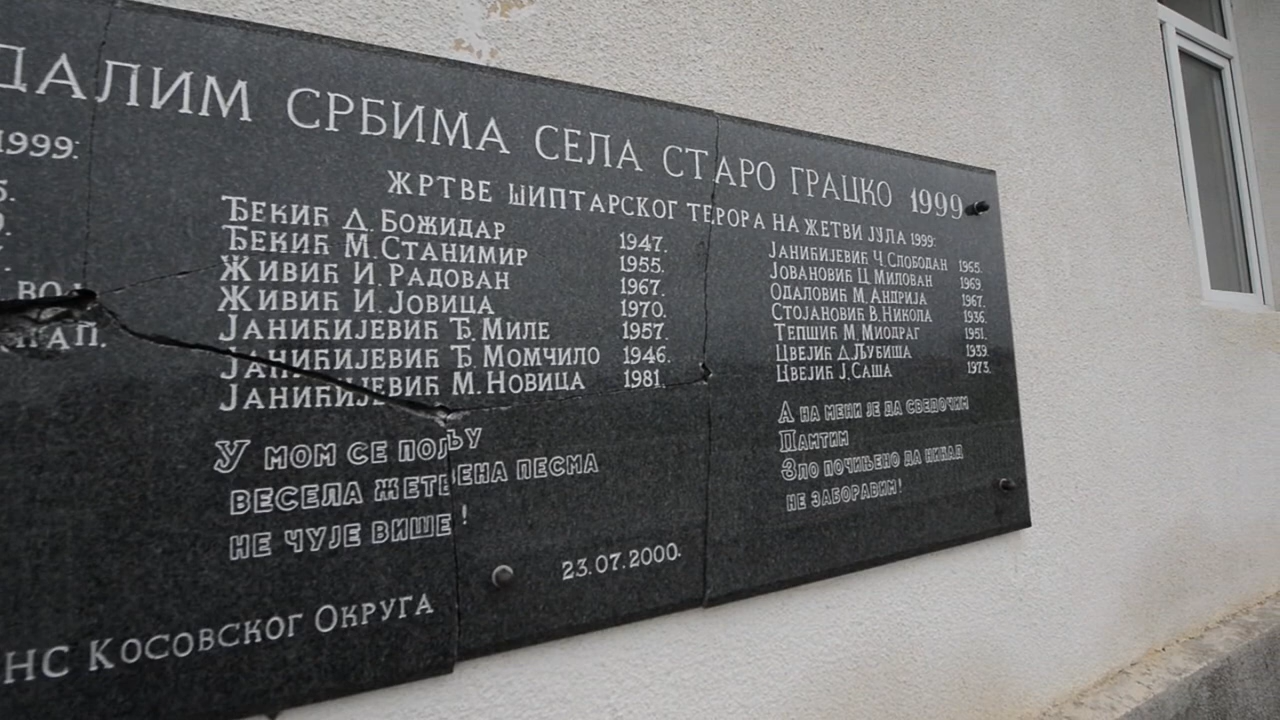 ДАЛИМ СРБИМА СЕЛА СТАРО ГРАЦКО 1999
1999:
ЖРТВЕ ШИПТАРСКОГ ТЕРОРА НА ЖЕТВИ ЈУЛА 1999:
ЂЕКИЋ Д. БОЖИДАР 1947.
ЂЕКИЋ М. СТАНИМИР 1955.
ЖИВИЋ И. РАДОВАН 1967.
ЖИВИЋ И. ЈОВИЦА 1970.
ЈАНИЋИЈЕВИЋ Ђ. МИЛЕ 1957.
ЈАНИЋИЈЕВИЋ Ђ. МОМЧИЛО 1946.
ЈАНИЋИЈЕВИЋ М. НОВИЦА 1981.
ЈАНИЋИЈЕВИЋ Ч. СЛОБОДАН 1965.
ЈОВАНОВИЋ Ц. МИЛОВАН 1969.
ОДАЛОВИЋ М. АНДРИЈА 1967.
СТОЈАНОВИЋ В. НИКОЛА 1936.
ТЕПШИЋ М. МИОДРАГ 1951.
ЦВЕЈИЋ Д. ЉУБИША 1939.
ЦВЕЈИЋ Ј. САША 1973.
У МОМ СЕ ПОЉУ
ВЕСЕЛА ЖЕТВЕНА ПЕСМА
НЕ ЧУЈЕ ВИШЕ!
А НА МЕНИ ЈЕ ДА СВЕДОЧИМ
ПАМТИМ
ЗЛО ПОЧИЊЕНО ДА НИКАД
НЕ ЗАБОРАВИМ!
23.07.2000.
НС КОСОВСКОГ ОКРУГА